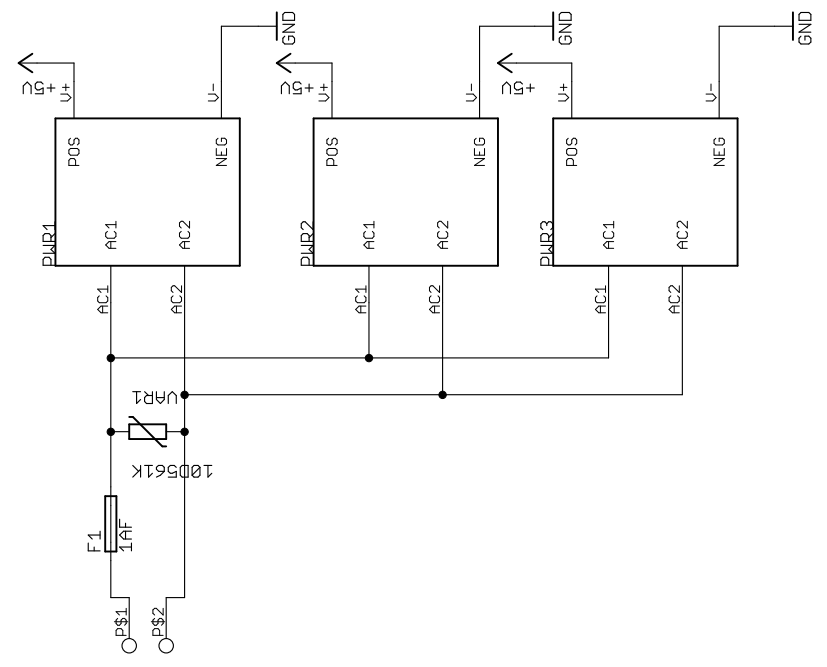 GND
GND
GND
+5V
V+
V-
+5V
V+
V-
+5V
V+
V-
POS
NEG
POS
NEG
POS
NEG
PWR1
AC1
AC2
PWR2
AC1
AC2
PWR3
AC1
AC2
AC1
AC2
AC1
AC2
AC1
AC2
VAR1
10D561K
F1
1AF
P$1
P$2